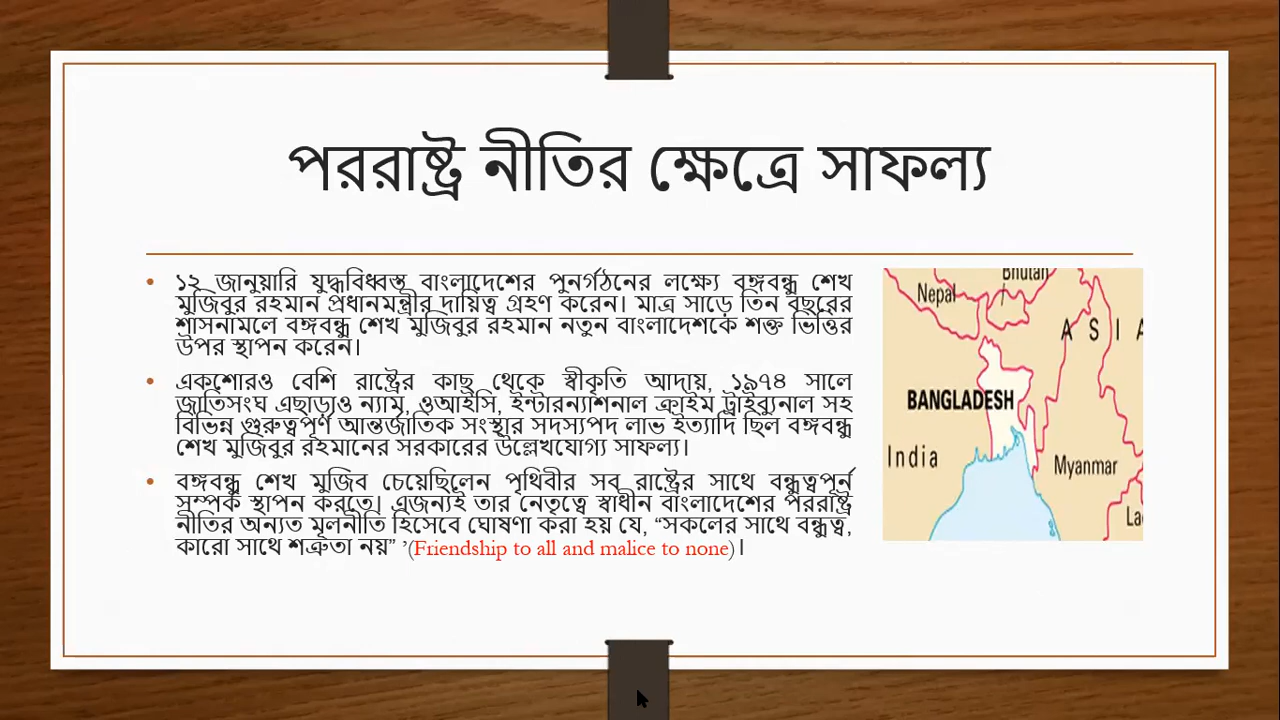 পররাষ্ট্র নীতির ক্ষেত্রে সাফল্য
• ১২ জানুয়ারি যুদ্ধবিধ্বস্ত বাংলাদেশের পুনর্গঠনের লক্ষ্যে বঙ্গবন্ধু শেখ
মুজিবুর রহমান প্রধানমন্ত্রীর দায়িত্ব গ্রহণ করেন। মাত্র সাড়ে তিন বছরের
শাসনামলে বঙ্গবন্ধু শেখ মুজিবুর রহমান নতুন বাংলাদেশকে শক্ত ভিত্তির
উপর স্থাপন করেন।
• একশোরও বেশি রাষ্ট্রের কাছ থেকে স্বীকৃতি আদায়, ১৯৭৪ সালে
জাতিসংঘ এছাড়াও ন্যাম, ওআইসি, ইন্টারন্যাশনাল ক্রাইম ট্রাইব্যুনাল সহ
বিভিন্ন গুরুত্বপূর্ণ আন্তর্জাতিক সংস্থার সদস্যপদ লাভ ইত্যাদি ছিল বঙ্গবন্ধু
শেখ মুজিবুর রহমানের সরকারের উল্লেখযোগ্য সাফল্য।
• বঙ্গবন্ধু শেখ মুজিব চেয়েছিলেন পৃথিবীর সব রাষ্ট্রের সাথে বন্ধুত্বপূর্ন
সম্পর্ক স্থাপন করতে। এজন্যই তার নেতৃত্বে স্বাধীন বাংলাদেশের পররাষ্ট্র
নীতির অন্যত মূলনীতি হিসেবে ঘোষণা করা হয় যে, “সকলের সাথে বন্ধুত্ব,
কারো সাথে শত্রুতা নয়” ’(Friendship to all and malice to none)।
Bhutan
Nepal
A S I A
BANGLADESH
India
Myanmar
La